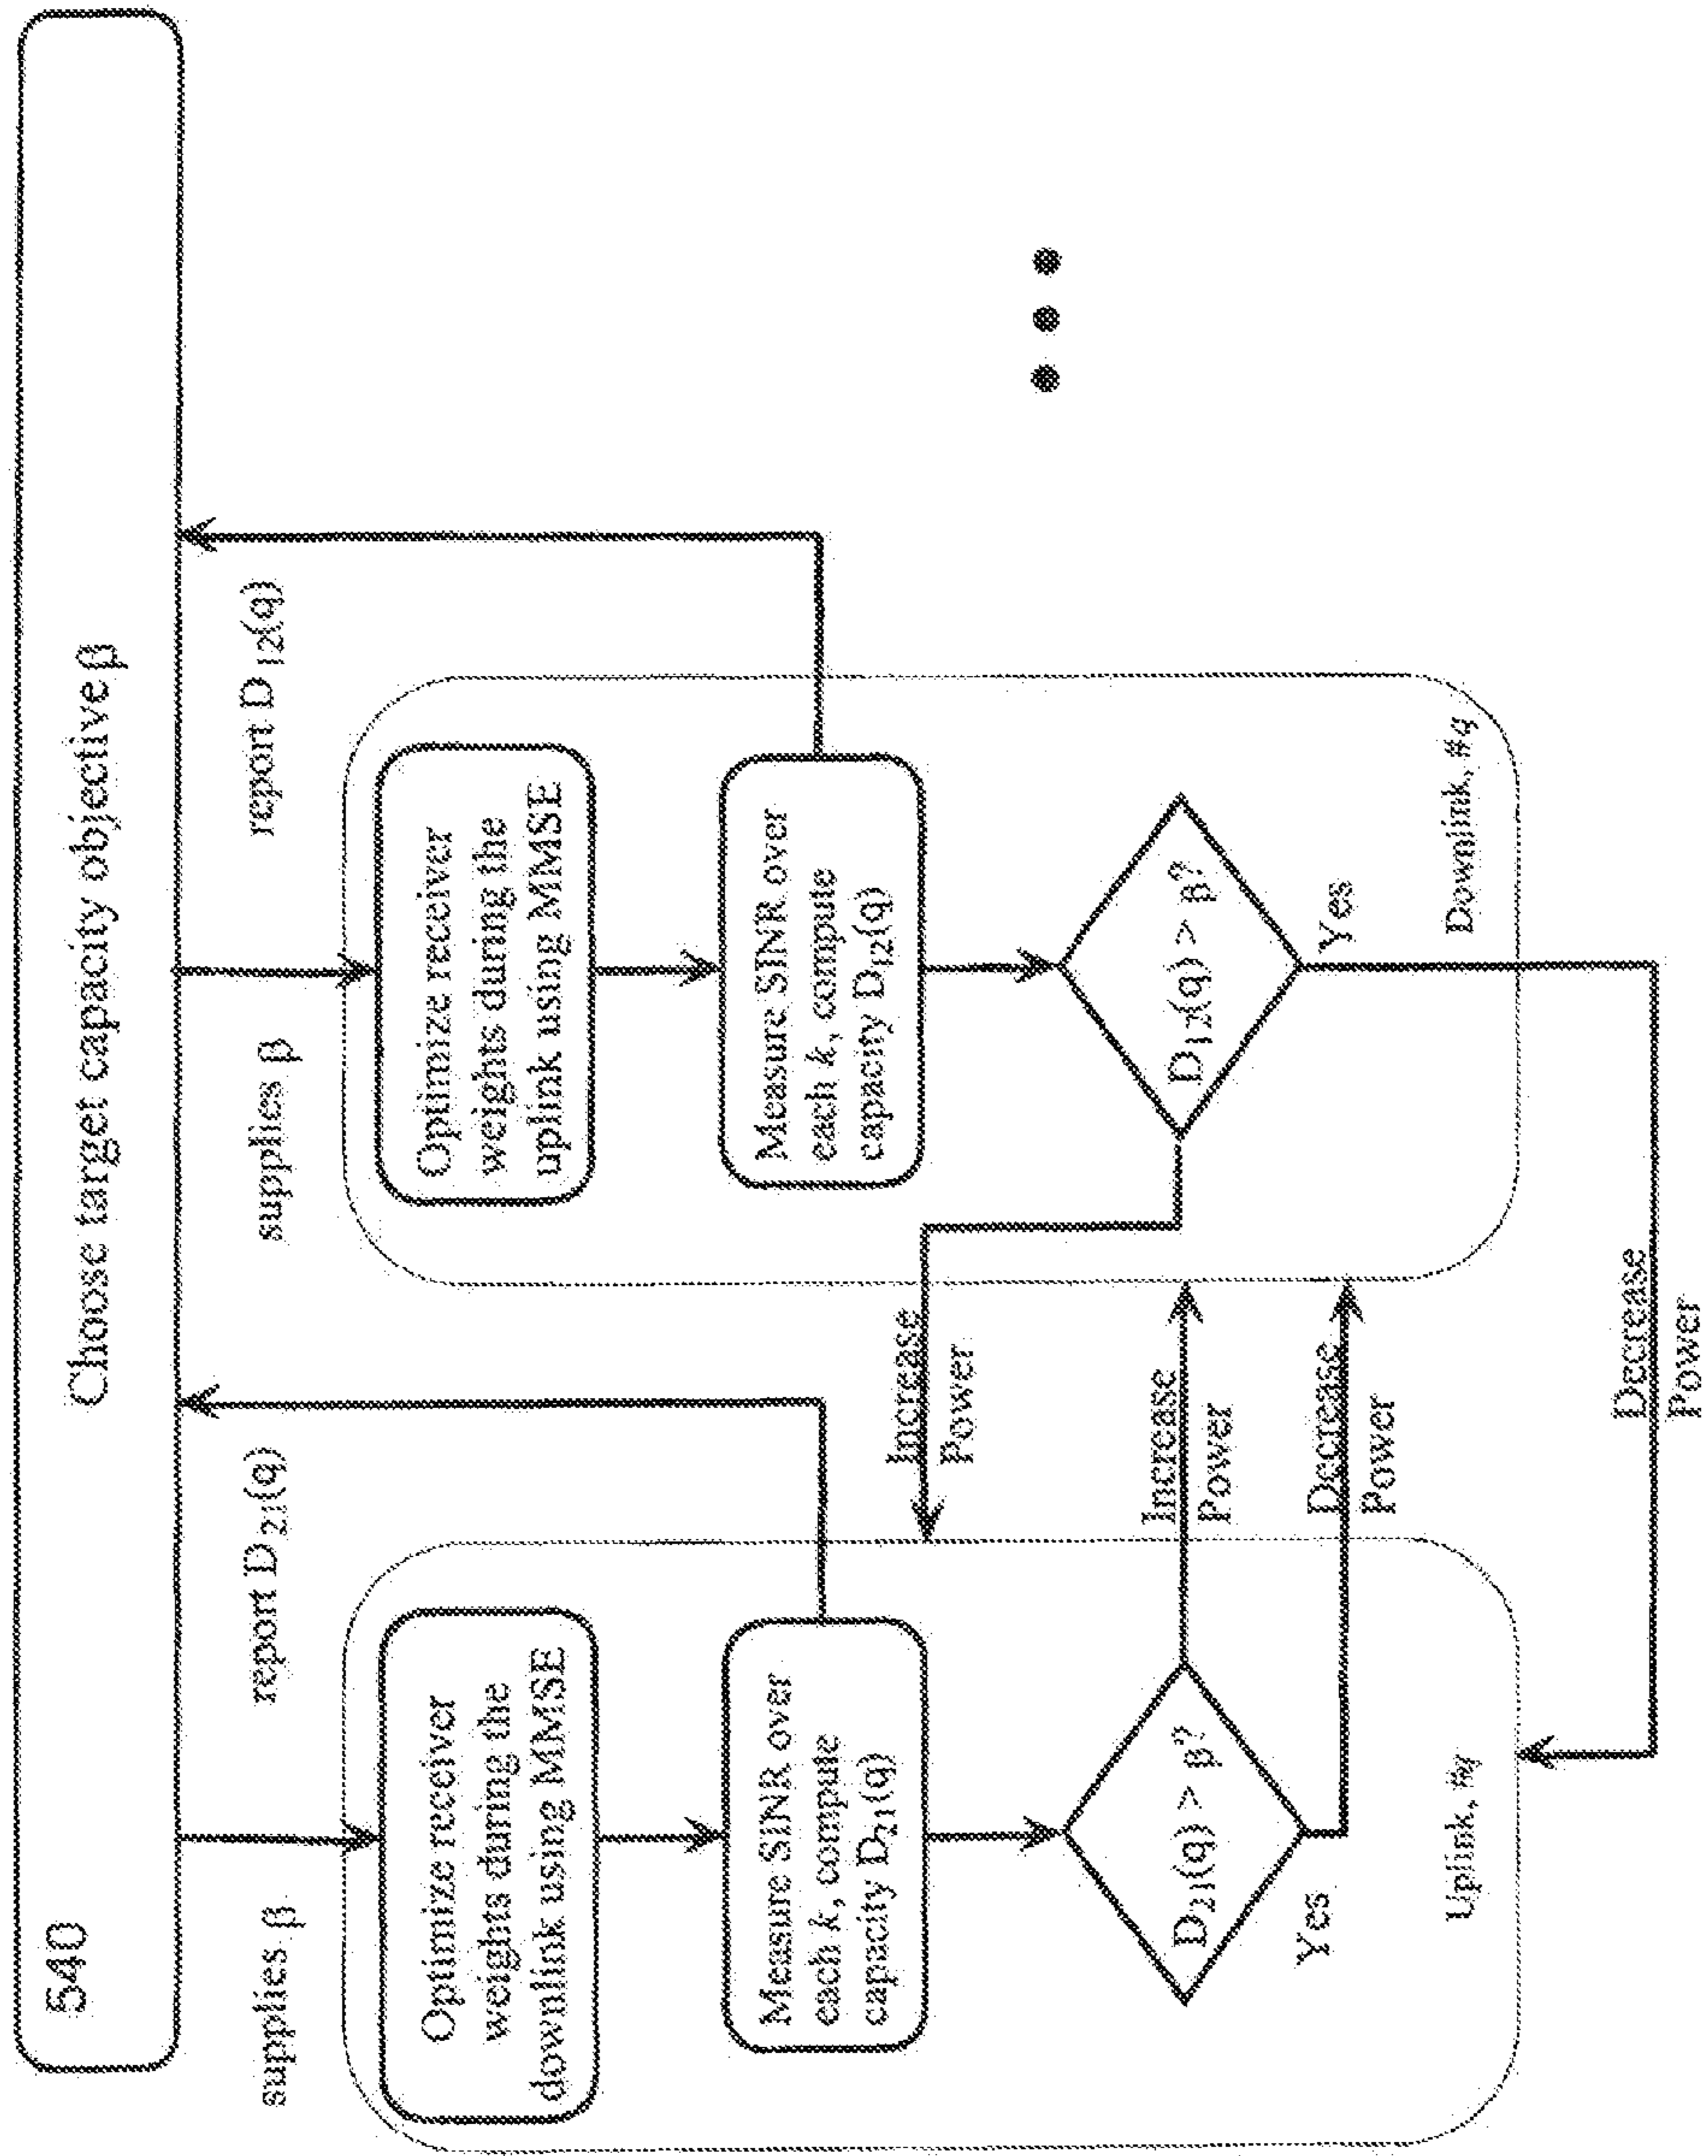 540
Choose target capacity objective β
supplies β
report D21(q)
supplies β
report D12(q)
Optimize receiver
weights during the
downlink using MMSE
Measure SINR over
each k, compute
capacity D21(q)
D21(q) > β?
Yes
Uplink, #q
Increase
Power
Increase
Power
Decrease
Power
Optimize receiver
weights during the
uplink using MMSE
Measure SINR over
each k, compute
capacity D12(q)
D12(q) > β?
Yes
Downlink, #q
Decrease
Power